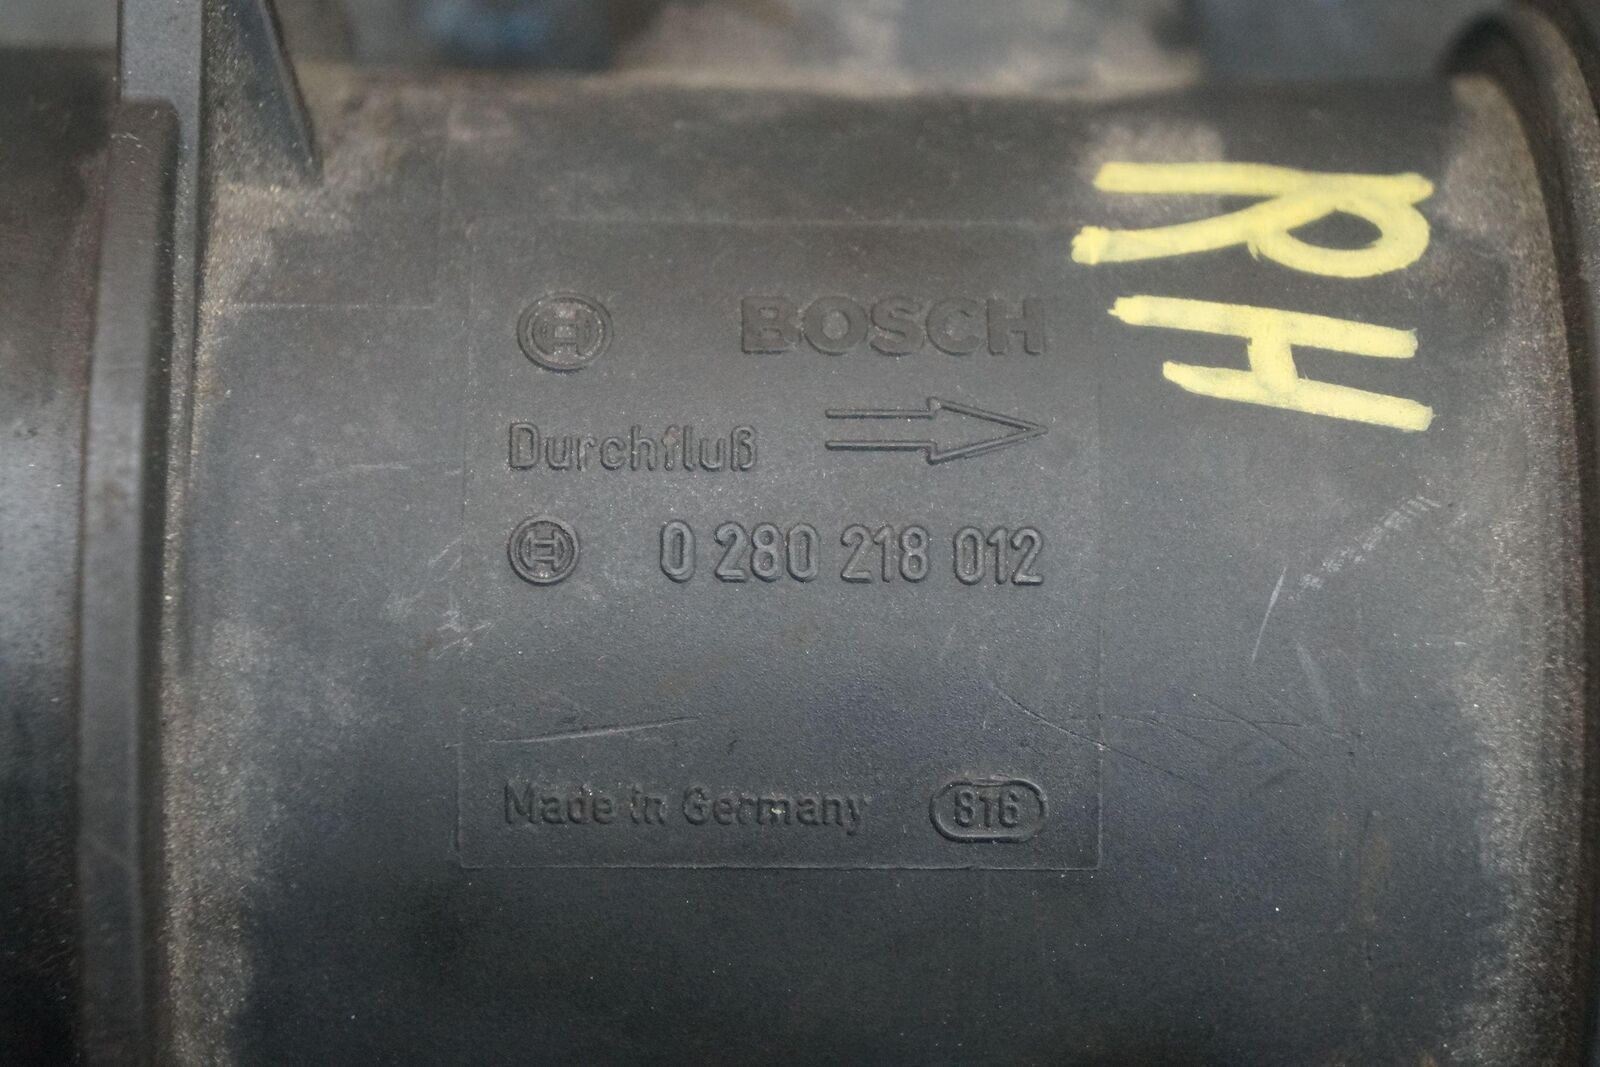 BOSCH
Durchfluß
0 280 218 012
Made in Germany 816
RH